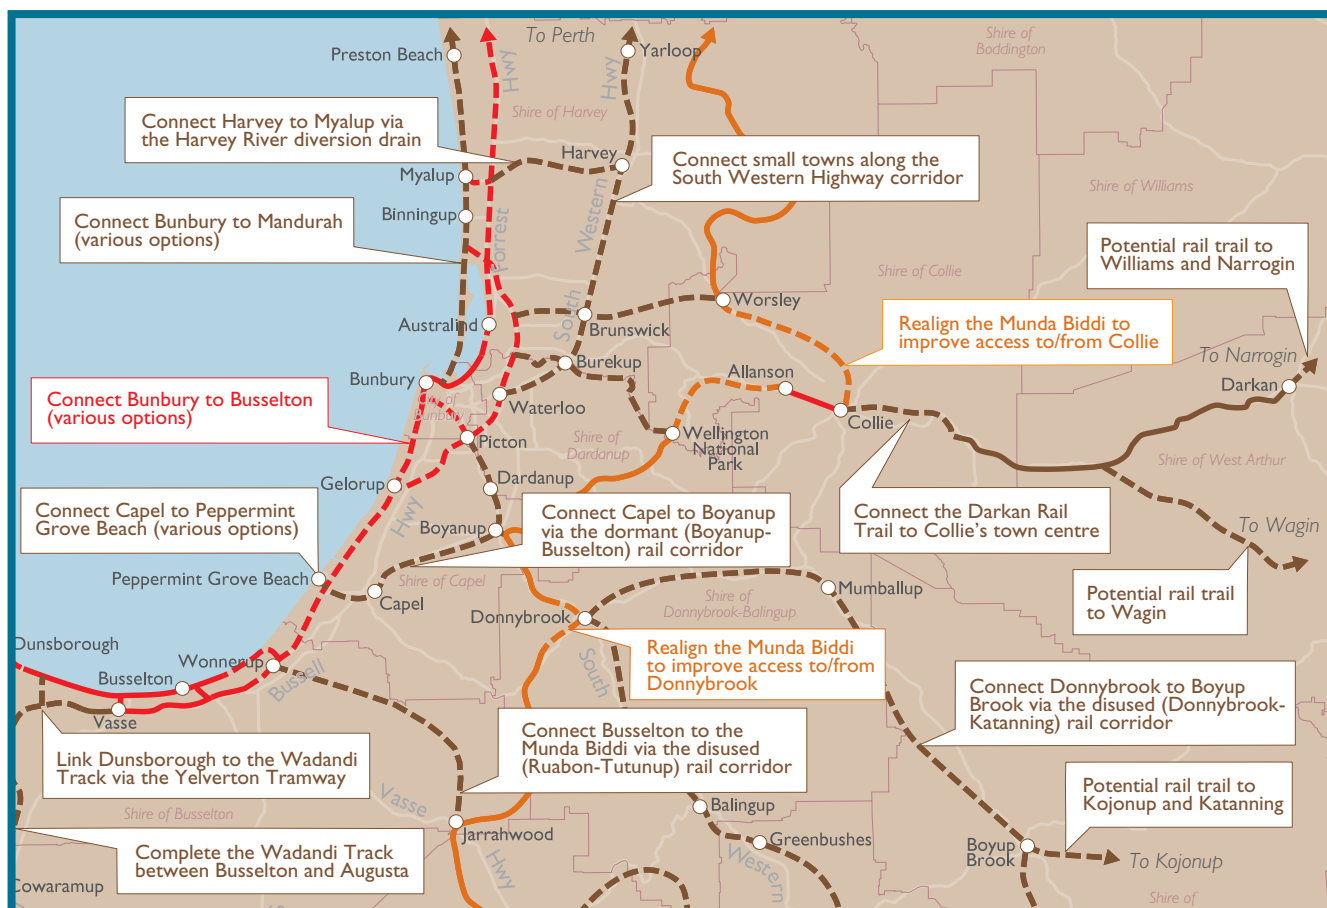 To Perth
Shire of
Boddington
Preston Beach
Hwy
Hwy
Yarloop
Shire of Harvey
Connect Harvey to Myalup via
the Harvey River diversion drain
Harvey
Connect small towns along the
South Western Highway corridor
Myalup
Shire of Williams
Binningup
Connect Bunbury to Mandurah
(various options)
Forrest
Western
South
Potential rail trail to
Williams and Narrogin
Shire of Collie
Worsley
Australind
Brunswick
Realign the Munda Biddi to
improve access to/from Collie
To Narrogin
Burekup
Allanson
Bunbury
Darkan
Connect Bunbury to Busselton
(various options)
City of
Bunbury
Waterloo
Collie
Picton
Shire of
Dardanup
Wellington
National
Park
Shire of West Arthur
Dardanup
Gelorup
Connect Capel to Peppermint
Grove Beach (various options)
Hwy
Boyanup
Connect Capel to Boyanup
via the dormant (Boyanup-
Busselton) rail corridor
Connect the Darkan Rail
Trail to Collie's town centre
To Wagin
Peppermint Grove Beach
Shire of Capel
Capel
Mumballup
Shire of
Donnybrook-Balingup
Potential rail trail
to Wagin
Donnybrook
Dunsborough
Wonnerup
Bussell
South
Realign the Munda Biddi
to improve access to/from
Donnybrook
Busselton
Vasse
Connect Donnybrook to Boyup
Brook via the disused (Donnybrook-
Katanning) rail corridor
Link Dunsborough to the Wadandi
Track via the Yelverton Tramway
Connect Busselton to the
Munda Biddi via the disused
(Ruabon-Tutunup) rail corridor
Vasse
Shire of Busselton
Balingup
Potential rail trail to
Kojonup and Katanning
Jarrahwood
Greenbushes
Complete the Wadandi Track
between Busselton and Augusta
Hwy
Western
Boyup
Brook
To Kojonup
Cowaramup
Shire of